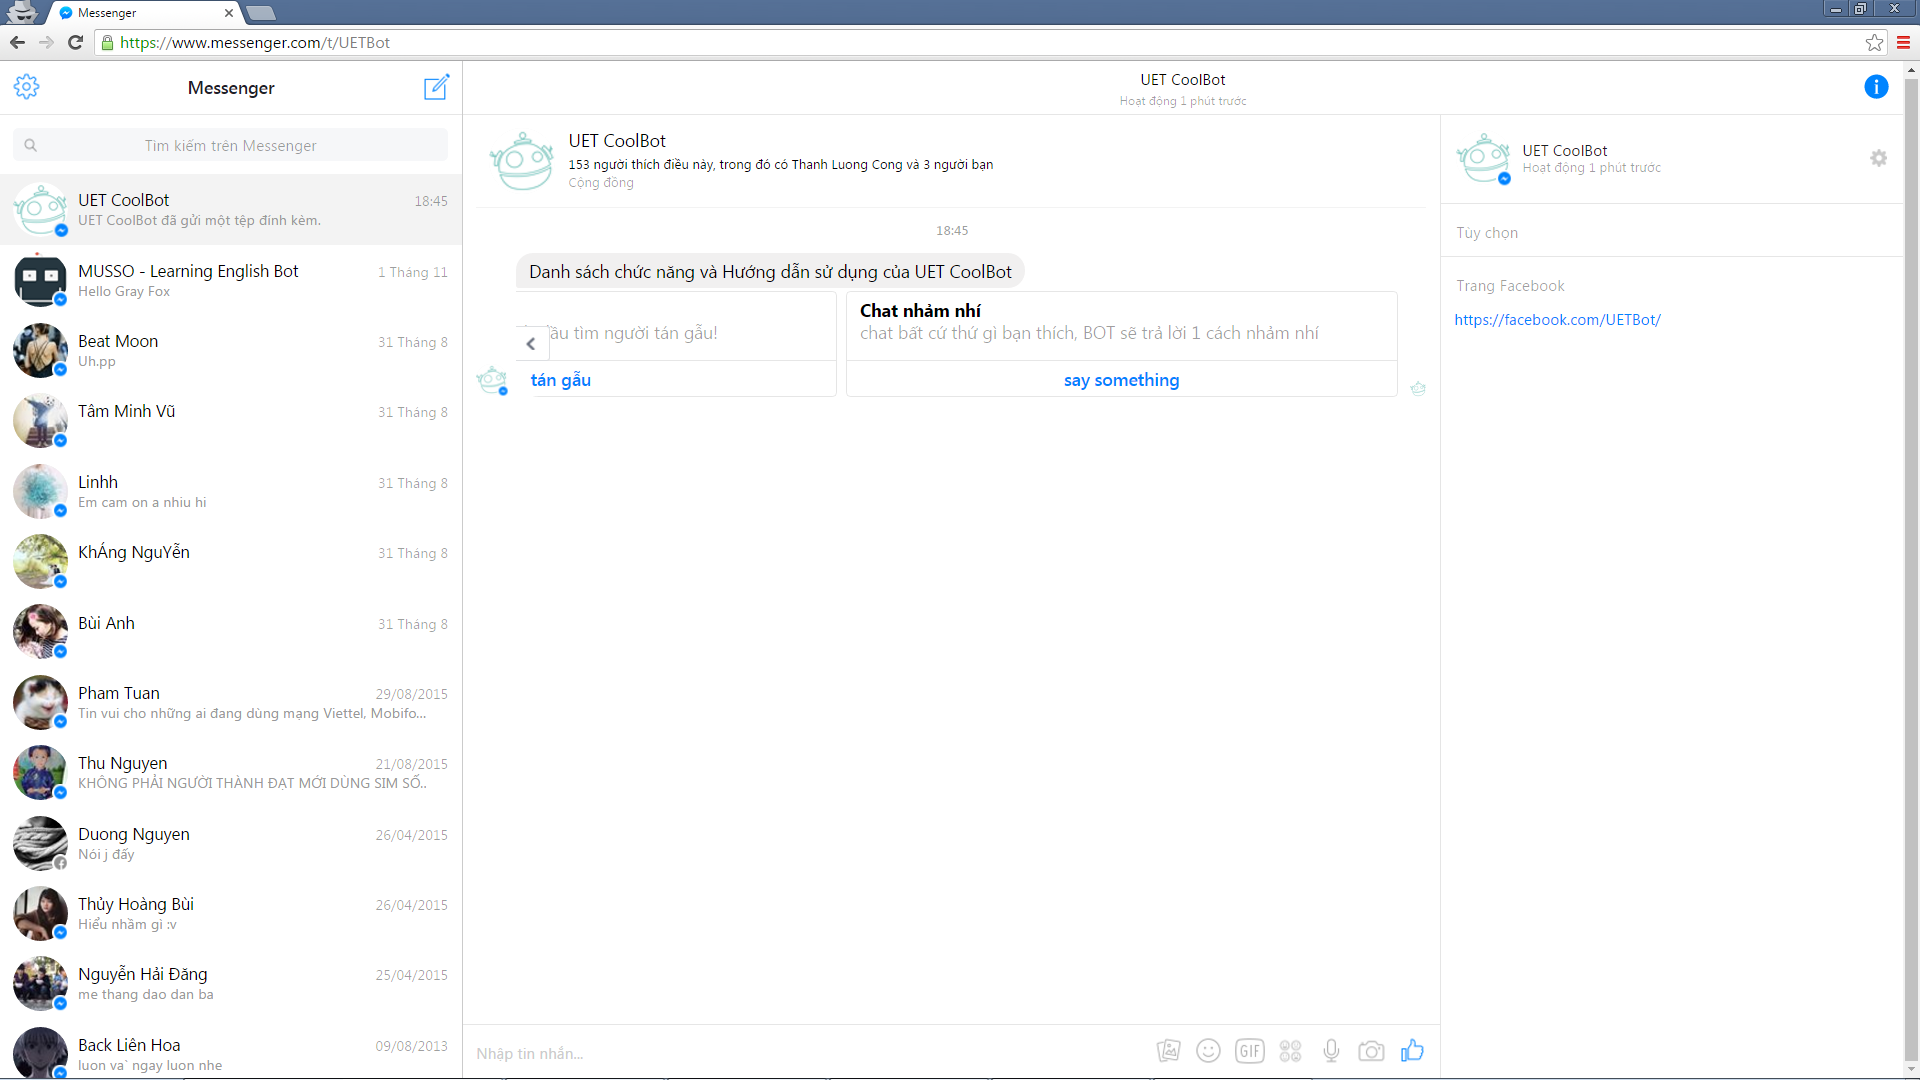 Messenger
https://www.messenger.com/t/UETBot
Messenger
Tìm kiếm trên Messenger
UET CoolBot 18:45
UET CoolBot đã gửi một tệp đính kèm.
MUSSO - Learning English Bot 1 Tháng 11
Hello Gray Fox
Beat Moon 31 Tháng 8
Uh.pp
Tâm Minh Vũ 31 Tháng 8
Linhh 31 Tháng 8
Em cam on a nhiu hi
KhÁng NguYễn 31 Tháng 8
Bùi Anh 31 Tháng 8
Pham Tuan 29/08/2015
Tin vui cho những ai đang dùng mạng Viettel, Mobifo...
Thu Nguyen 21/08/2015
KHÔNG PHẢI NGƯỜI THÀNH ĐẠT MỚI DÙNG SIM SỐ..
Duong Nguyen 26/04/2015
Nói j đấy
Thủy Hoàng Bùi 26/04/2015
Hiểu nhầm gì :v
Nguyễn Hải Đăng 25/04/2015
me thang dao dan ba
Back Liên Hoa 09/08/2013
luon va` ngay luon nhe
UET CoolBot
Hoạt động 1 phút trước
UET CoolBot
153 người thích điều này, trong đó có Thanh Luong Cong và 3 người bạn
Cộng đồng
18:45
Danh sách chức năng và Hướng dẫn sử dụng của UET CoolBot
tìm người tán gẫu!
tán gẫu
Chat nhảm nhí
chat bất cứ thứ gì bạn thích, BOT sẽ trả lời 1 cách nhảm nhí
say something
Nhập tin nhắn...
GIF
UET CoolBot
Hoạt động 1 phút trước
Tùy chọn
Trang Facebook
https://facebook.com/UETBot/